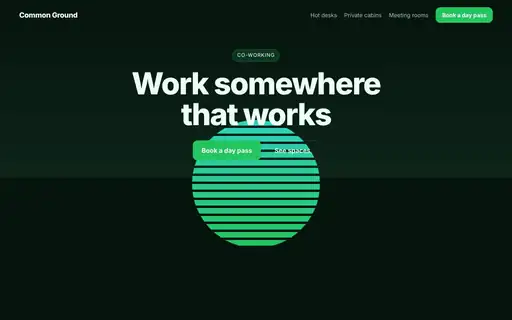 Common Ground
Hot desks Private cabins Meeting rooms Book a day pass
CO-WORKING
Work somewhere
that works
Book a day pass See spaces